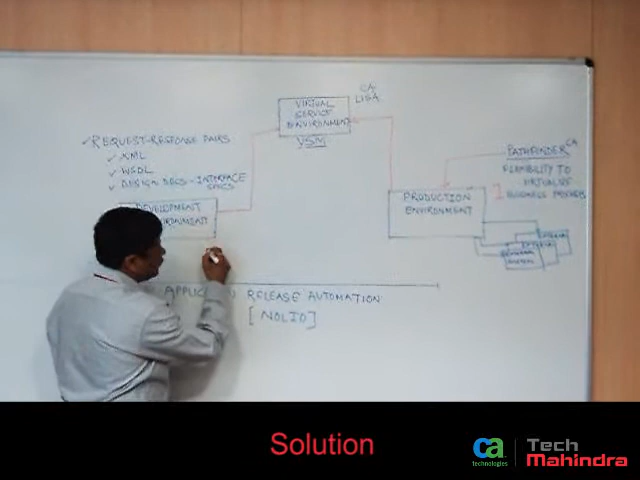 CA
LISA
VIRTUAL
SERVICE
ENVIRONMENT
VSM
✓ REQUEST-RESPONSE PAIRS
✓ XML
✓ WSDL
✓ DESIGN DOCS - INTERFACE
SPECS
DEVELOPMENT
PATHFINDER CA
FLEXIBILITY TO
VIRTUALISE
BUSINESS PROCESS
PRODUCTION
ENVIRONMENT
RELEASE AUTOMATION
[NOLIO]
Solution
ca
technologies
Tech
Mahindra